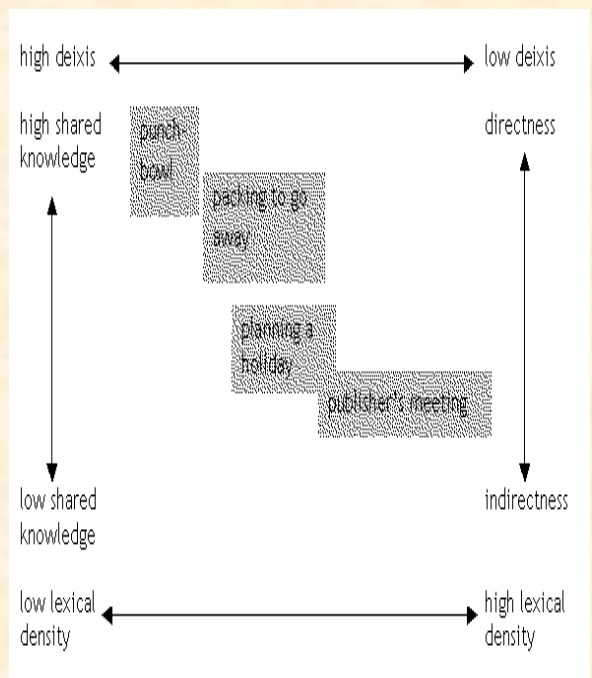 high deixis
low deixis
high shared
knowledge
directness
punch-
bowl
packing to go
away
planning a
holiday
publisher's meeting
low shared
knowledge
indirectness
low lexical
density
high lexical
density